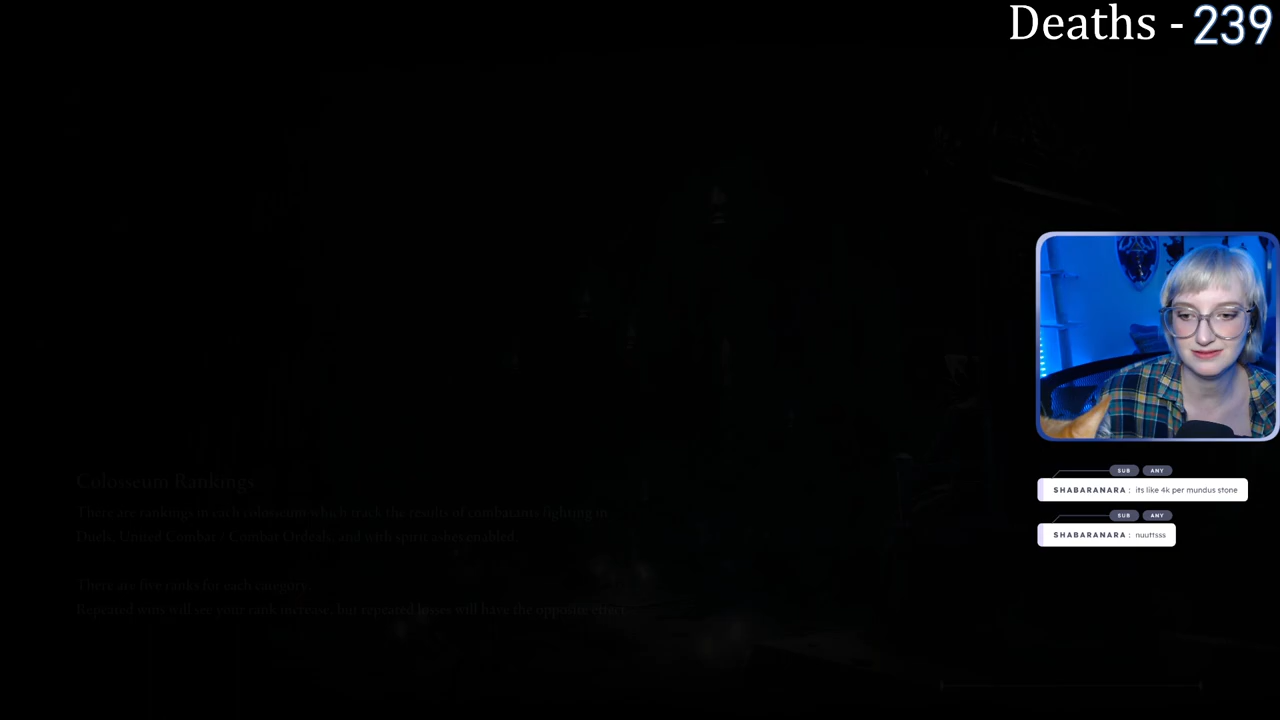 Deaths - 239
SUB ANY
SHABARANARA : its like 4k per mundus stone
SUB ANY
SHABARANARA : nuuttsss
Colosseum Rankings
There are rankings in each colosseum which track the results of combatants fighting in
Duels, United Combat / Combat Ordeals, and with spirit ashes enabled.
There are five ranks for each category.
Repeated wins will see your rank increase, but repeated losses will have the opposite effect.